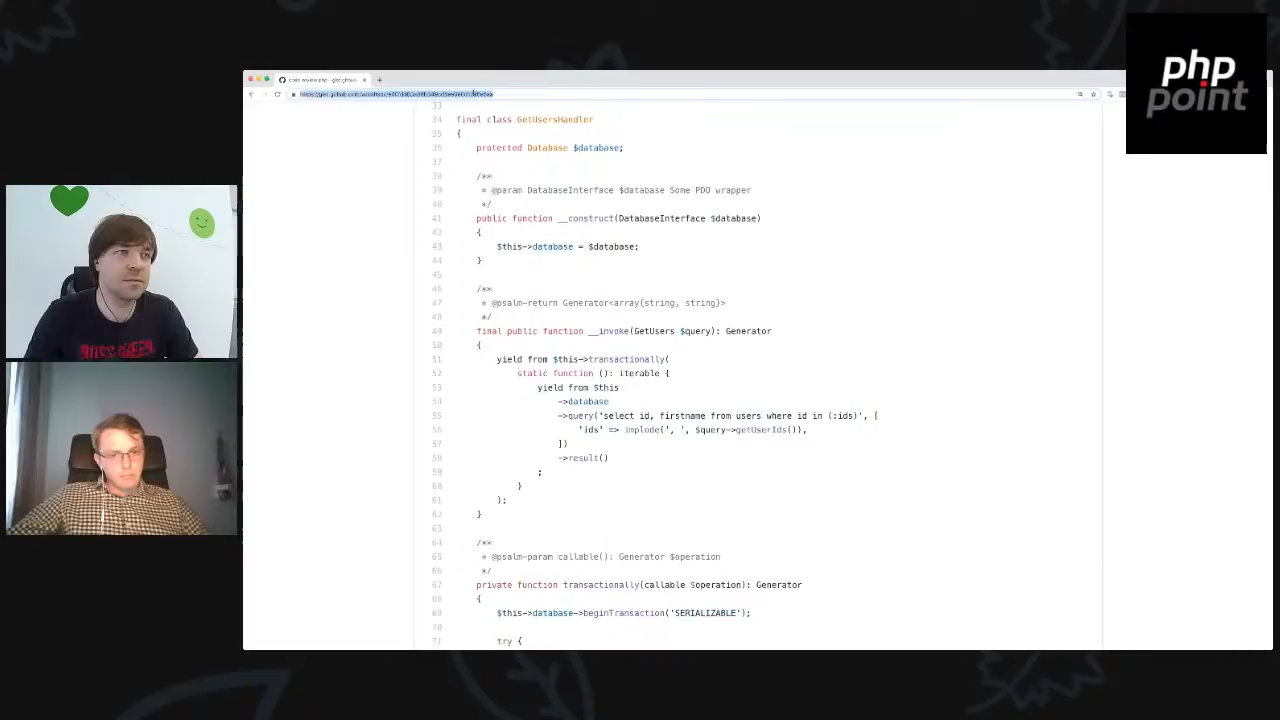 php
point
code review.php - gist.github
33
34 final class GetUsersHandler
35 {
36 protected Database $database;
37
38 /**
39 * @param DatabaseInterface $database Some PDO wrapper
40 */
41 public function __construct(DatabaseInterface $database)
42 {
43 $this->database = $database;
44 }
45
46 /**
47 * @psalm-return Generator<array{string, string}>
48 */
49 final public function __invoke(GetUsers $query): Generator
50 {
51 yield from $this->transactionally(
52 static function (): iterable {
53 yield from $this
54 ->database
55 ->query('select id, firstname from users where id in (:ids)', [
56 'ids' => implode(', ', $query->getUserIds()),
57 ])
58 ->result()
59 ;
60 }
61 );
62 }
63
64 /**
65 * @psalm-param callable(): Generator $operation
66 */
67 private function transactionally(callable $operation): Generator
68 {
69 $this->database->beginTransaction('SERIALIZABLE');
70
71 try {